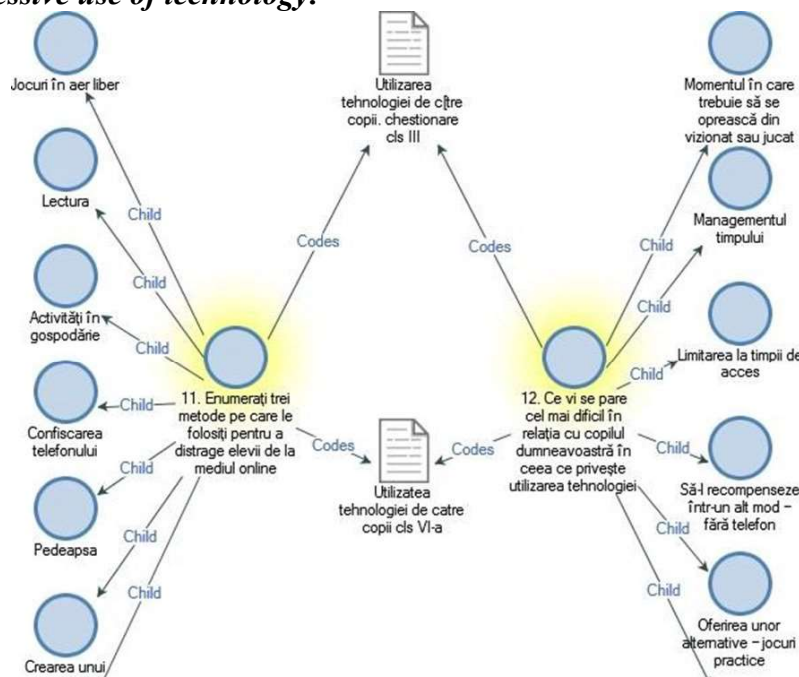 essive use of technology.
Jocuri în aer liber
Lectura
Activități în
gospodărie
Confiscarea
telefonului
Pedeapsa
Crearea unui
Child
Child
Child
Child
Child
Child
Child
11. Enumerați trei
metode pe care le
folosiți pentru a
distrage elevii de la
mediul online
Codes
Codes
Utilizarea
tehnologiei de c[tre
copii. chestionare
cls III
Utilizatea
tehnologiei de catre
copii cls VI-a
Codes
Codes
12. Ce vi se pare
cel mai dificil în
relația cu copilul
dumneavoastră în
ceea ce privește
utilizarea tehnologiei
Child
Child
Child
Child
Child
Child
Momentul în care
trebuie să se
oprească din
vizionat sau jucat
Managementul
timpului
Limitarea la timpii de
acces
Să-l recompenseze
într-un alt mod –
fără telefon
Oferirea unor
alternative – jocuri
practice